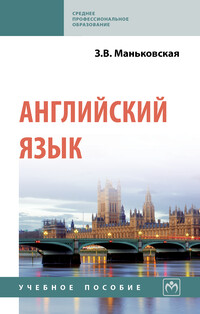 СРЕДНЕЕ
ПРОФЕССИОНАЛЬНОЕ
ОБРАЗОВАНИЕ
З.В. Маньковская
АНГЛИЙСКИЙ
ЯЗЫК
УЧЕБНОЕ ПОСОБИЕ